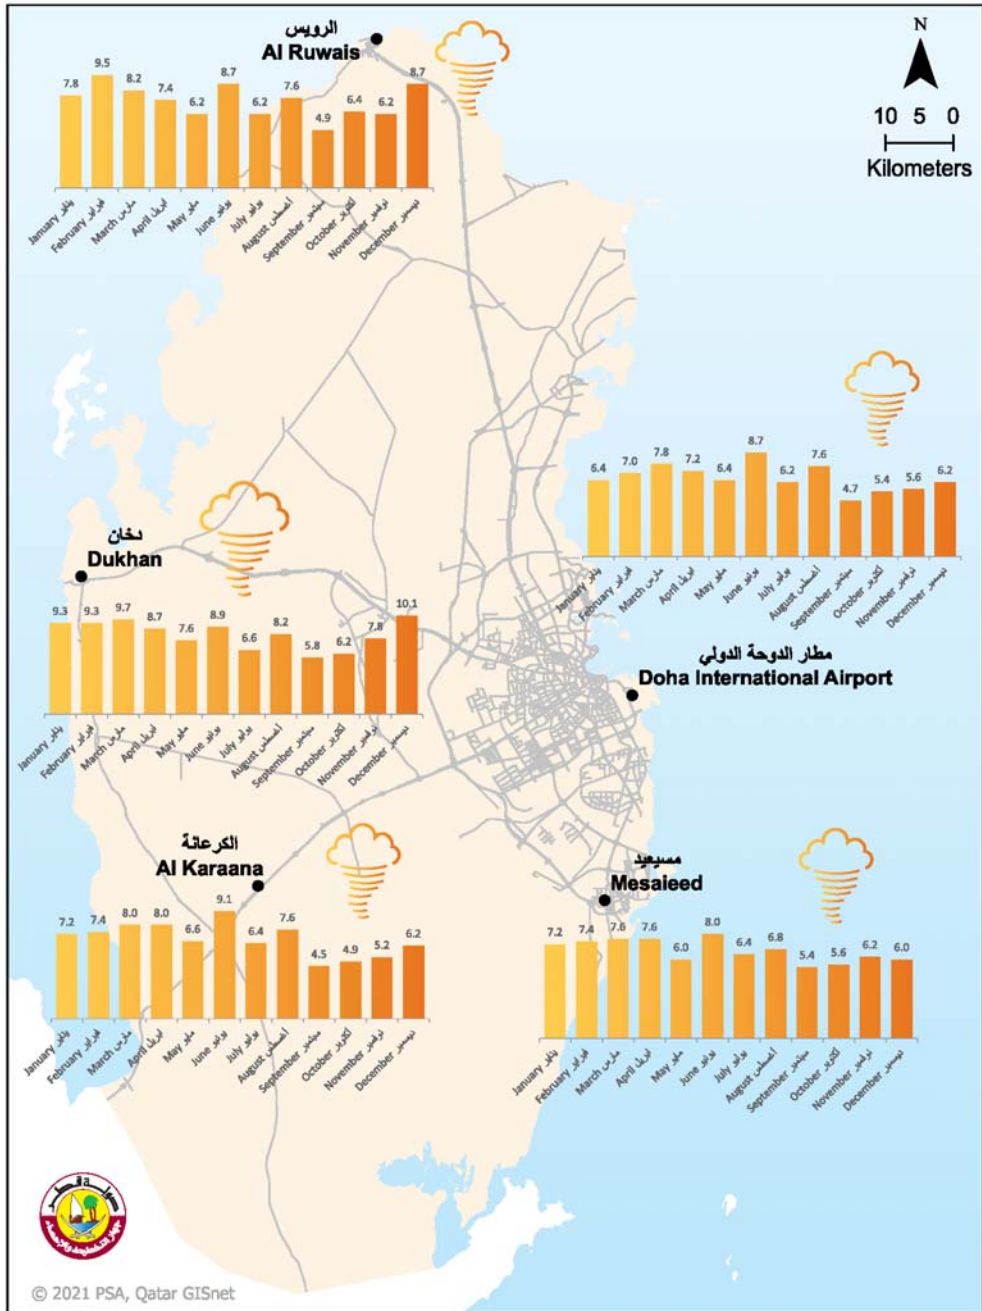 الرويس
Al Ruwais
N
10 5 0
Kilometers
7.8 9.5 8.2 7.4 6.2 8.7 6.2 7.6 4.9 6.4 6.2 8.7
January يناير
February فبراير
March مارس
April ابريل
May مايو
June يونيو
July يوليو
August أغسطس
September سبتمبر
October أكتوبر
November نوفمبر
December ديسمبر
6.4 7.0 7.8 7.2 6.4 8.7 6.2 7.6 4.7 5.4 5.6 6.2
January يناير
February فبراير
March مارس
April ابريل
May مايو
June يونيو
July يوليو
August أغسطس
September سبتمبر
October أكتوبر
November نوفمبر
December ديسمبر
مطار الدوحة الدولي
Doha International Airport
دخان
Dukhan
9.3 9.3 9.7 8.7 7.6 8.9 6.6 8.2 5.8 6.2 7.8 10.1
January يناير
February فبراير
March مارس
April ابريل
May مايو
June يونيو
July يوليو
August أغسطس
September سبتمبر
October أكتوبر
November نوفمبر
December ديسمبر
الكرعانة
Al Karaana
7.2 7.4 8.0 8.0 6.6 9.1 6.4 7.6 4.5 4.9 5.2 6.2
January يناير
February فبراير
March مارس
April ابريل
May مايو
June يونيو
July يوليو
August أغسطس
September سبتمبر
October أكتوبر
November نوفمبر
December ديسمبر
مسيعيد
Mesaieed
7.2 7.4 7.6 7.6 6.0 8.0 6.4 6.8 5.4 5.6 6.2 6.0
January يناير
February فبراير
March مارس
April ابريل
May مايو
June يونيو
July يوليو
August أغسطس
September سبتمبر
October أكتوبر
November نوفمبر
December ديسمبر
دولة قطر
جهاز التخطيط والإحصاء
© 2021 PSA, Qatar GISnet